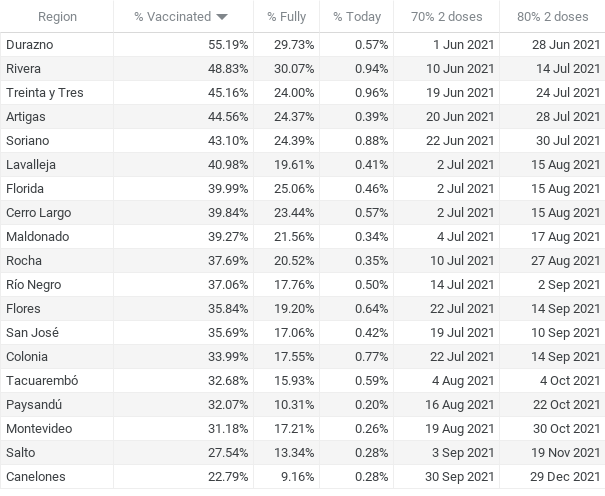 Region % Vaccinated % Fully % Today 70% 2 doses 80% 2 doses
Durazno 55.19% 29.73% 0.57% 1 Jun 2021 28 Jun 2021
Rivera 48.83% 30.07% 0.94% 10 Jun 2021 14 Jul 2021
Treinta y Tres 45.16% 24.00% 0.96% 19 Jun 2021 24 Jul 2021
Artigas 44.56% 24.37% 0.39% 20 Jun 2021 28 Jul 2021
Soriano 43.10% 24.39% 0.88% 22 Jun 2021 30 Jul 2021
Lavalleja 40.98% 19.61% 0.41% 2 Jul 2021 15 Aug 2021
Florida 39.99% 25.06% 0.46% 2 Jul 2021 15 Aug 2021
Cerro Largo 39.84% 23.44% 0.57% 2 Jul 2021 15 Aug 2021
Maldonado 39.27% 21.56% 0.34% 4 Jul 2021 17 Aug 2021
Rocha 37.69% 20.52% 0.35% 10 Jul 2021 27 Aug 2021
Río Negro 37.06% 17.76% 0.50% 14 Jul 2021 2 Sep 2021
Flores 35.84% 19.20% 0.64% 22 Jul 2021 14 Sep 2021
San José 35.69% 17.06% 0.42% 19 Jul 2021 10 Sep 2021
Colonia 33.99% 17.55% 0.77% 22 Jul 2021 14 Sep 2021
Tacuarembó 32.68% 15.93% 0.59% 4 Aug 2021 4 Oct 2021
Paysandú 32.07% 10.31% 0.20% 16 Aug 2021 22 Oct 2021
Montevideo 31.18% 17.21% 0.26% 19 Aug 2021 30 Oct 2021
Salto 27.54% 13.34% 0.28% 3 Sep 2021 19 Nov 2021
Canelones 22.79% 9.16% 0.28% 30 Sep 2021 29 Dec 2021